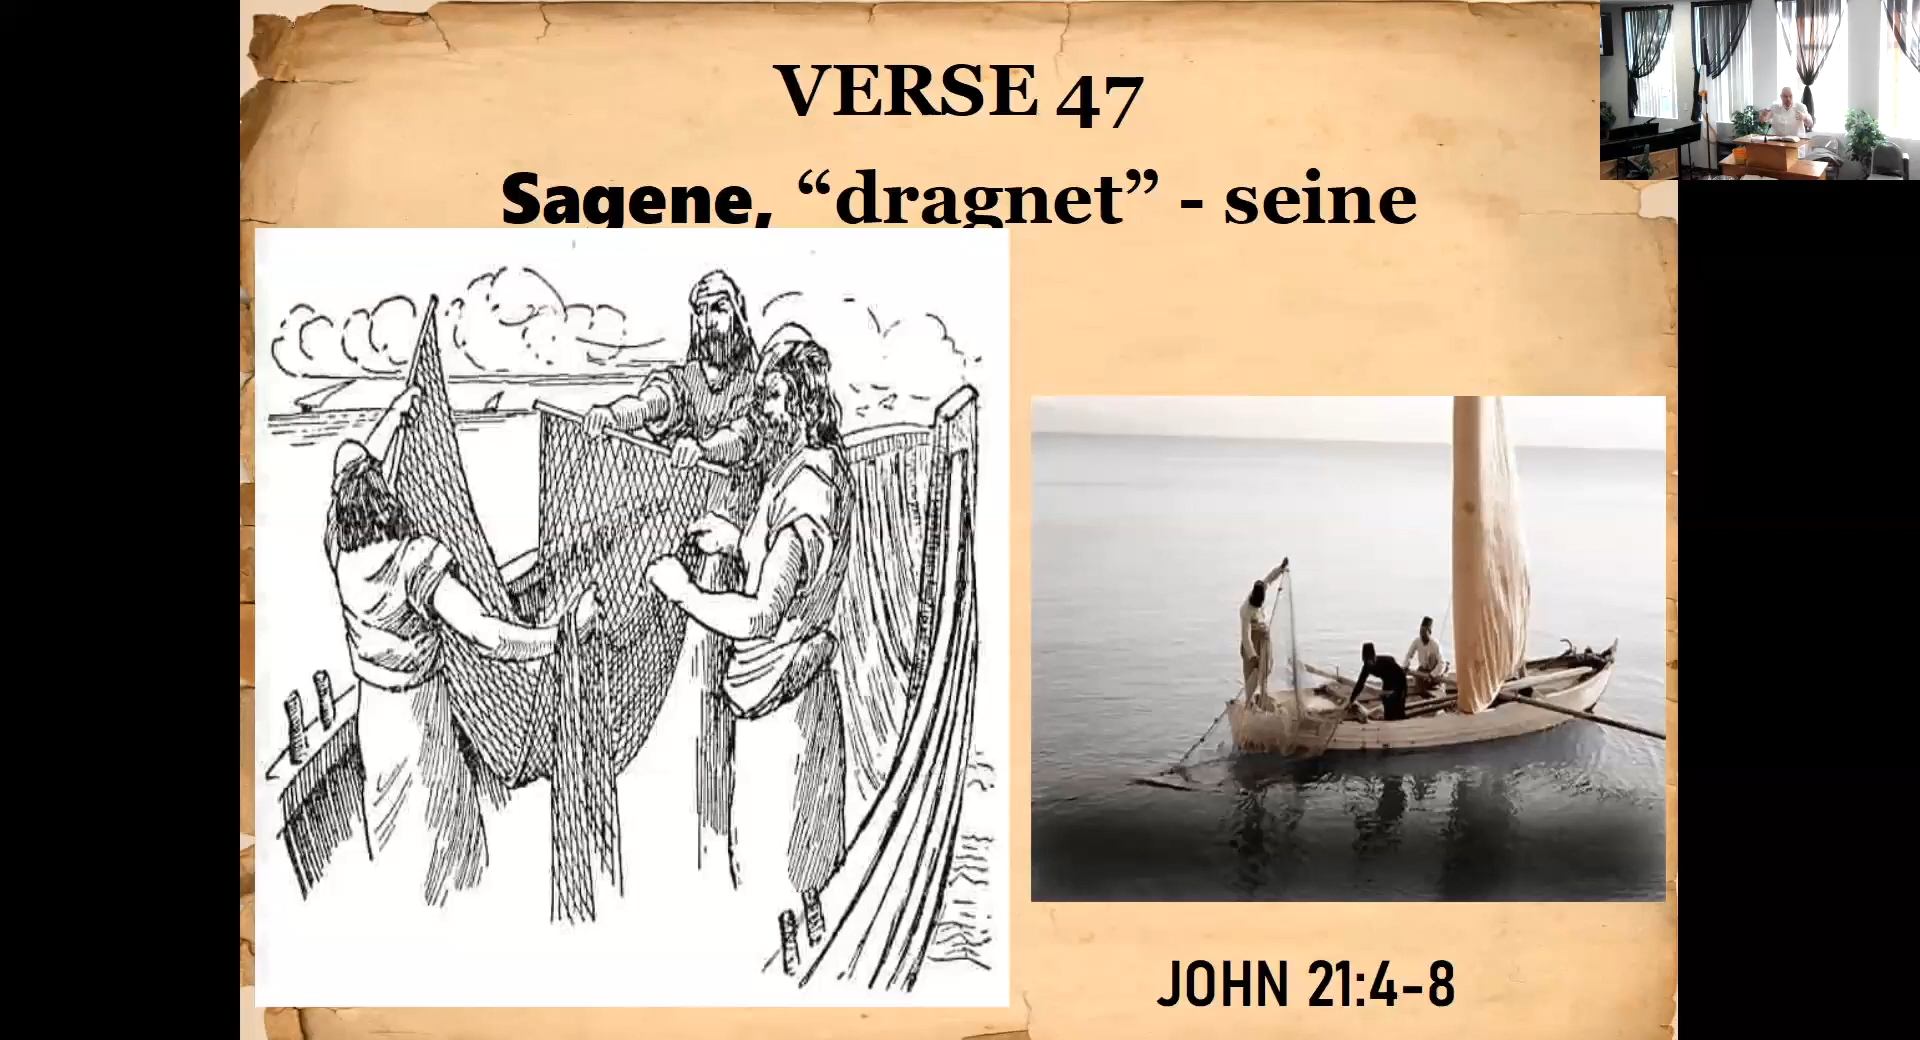 VERSE 47
Sagene, “dragnet” - seine
JOHN 21:4-8